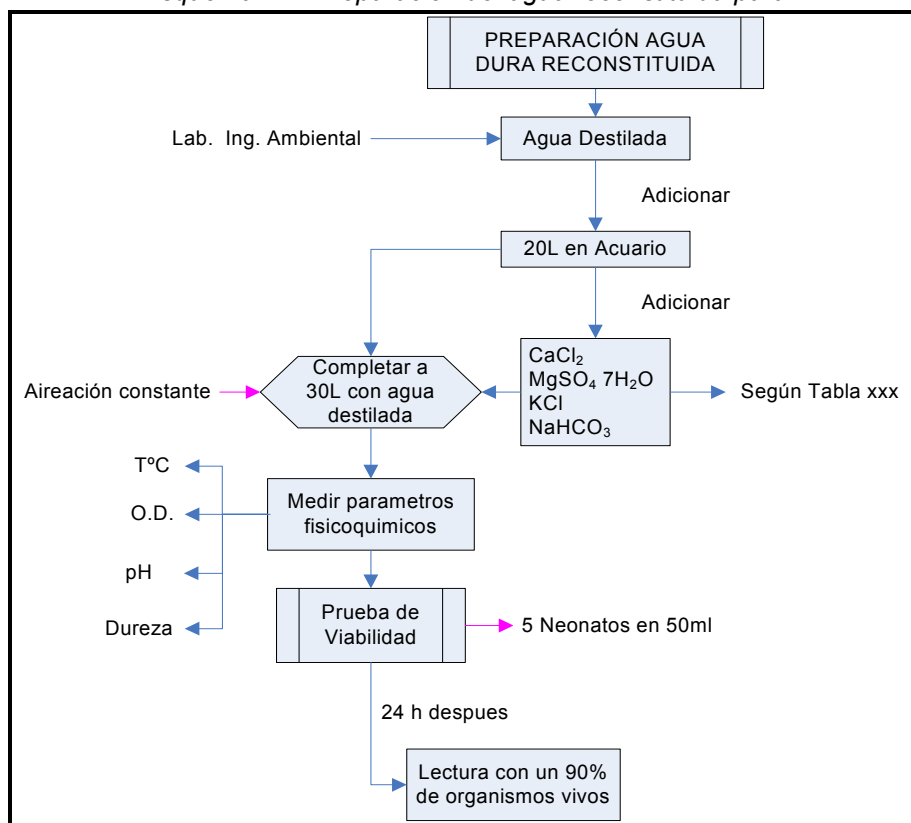 PREPARACIÓN AGUA
DURA RECONSTITUIDA
Lab. Ing. Ambiental
Agua Destilada
Adicionar
20L en Acuario
Adicionar
CaCl₂
MgSO₄ 7H₂O
KCl
NaHCO₃
Según Tabla xxx
Completar a
30L con agua
destilada
Aireación constante
TºC
O.D.
pH
Dureza
Medir parametros
fisicoquimicos
Prueba de
Viabilidad
5 Neonatos en 50ml
24 h despues
Lectura con un 90%
de organismos vivos